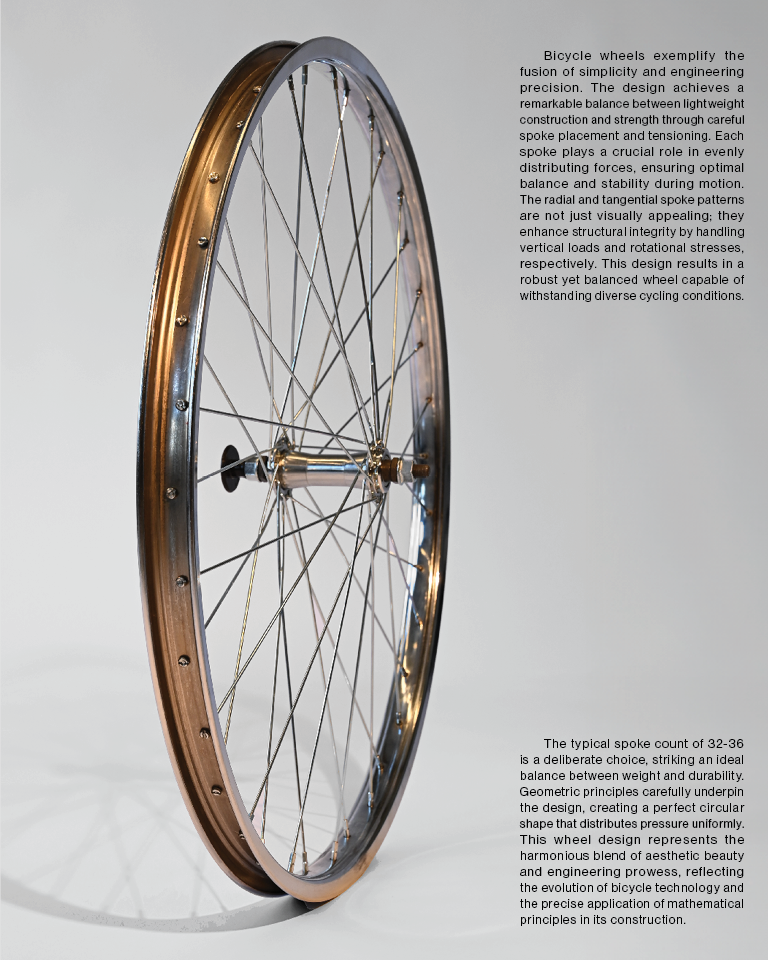 Bicycle wheels exemplify the
fusion of simplicity and engineering
precision. The design achieves a
remarkable balance between lightweight
construction and strength through careful
spoke placement and tensioning. Each
spoke plays a crucial role in evenly
distributing forces, ensuring optimal
balance and stability during motion.
The radial and tangential spoke patterns
are not just visually appealing; they
enhance structural integrity by handling
vertical loads and rotational stresses,
respectively. This design results in a
robust yet balanced wheel capable of
withstanding diverse cycling conditions.
The typical spoke count of 32-36
is a deliberate choice, striking an ideal
balance between weight and durability.
Geometric principles carefully underpin
the design, creating a perfect circular
shape that distributes pressure uniformly.
This wheel design represents the
harmonious blend of aesthetic beauty
and engineering prowess, reflecting
the evolution of bicycle technology and
the precise application of mathematical
principles in its construction.